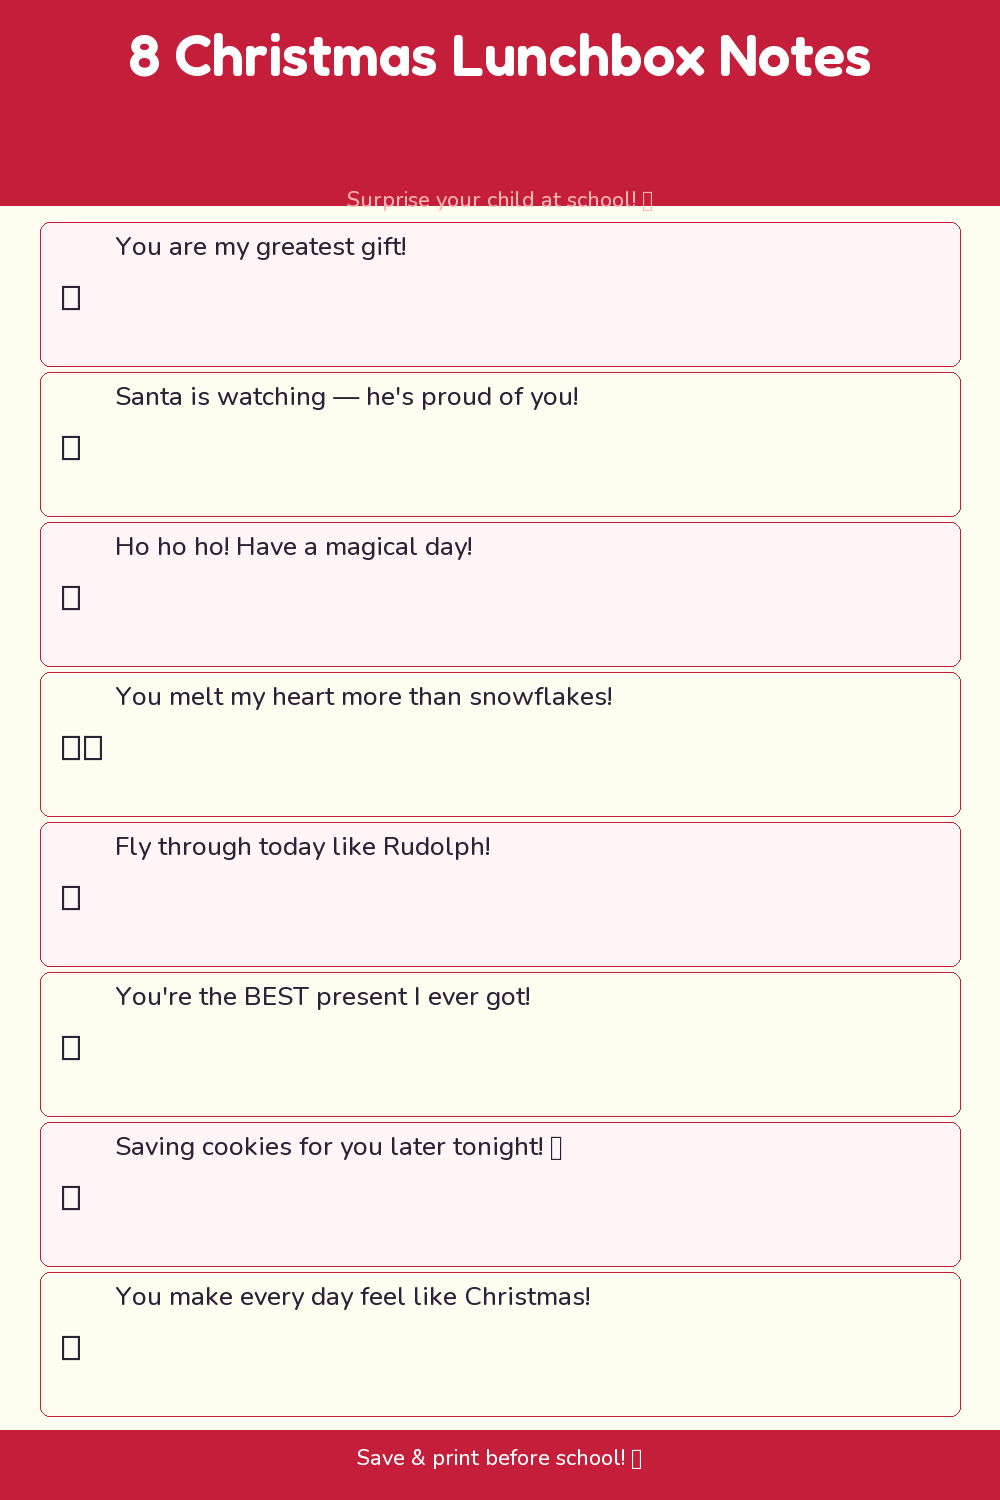 8 Christmas Lunchbox Notes
Surprise your child at school!
You are my greatest gift!
Santa is watching — he's proud of you!
Ho ho ho! Have a magical day!
You melt my heart more than snowflakes!
Fly through today like Rudolph!
You're the BEST present I ever got!
Saving cookies for you later tonight!
You make every day feel like Christmas!
Save & print before school!